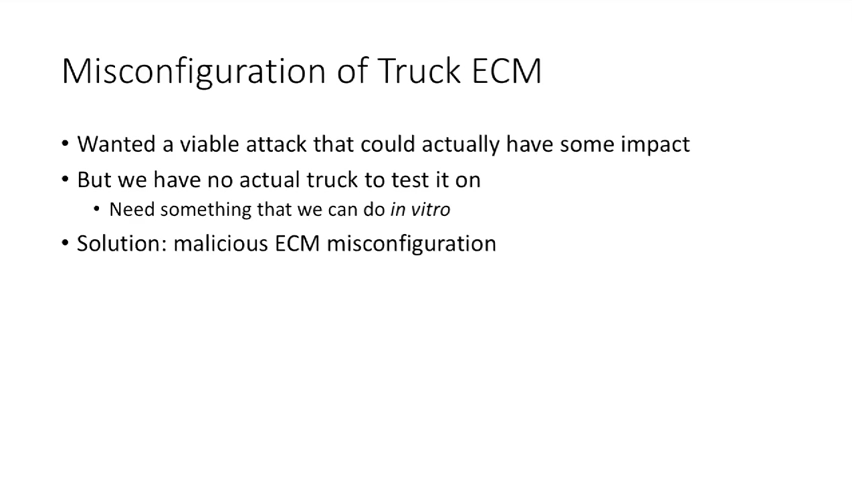 Misconfiguration of Truck ECM
• Wanted a viable attack that could actually have some impact
• But we have no actual truck to test it on
• Need something that we can do in vitro
• Solution: malicious ECM misconfiguration